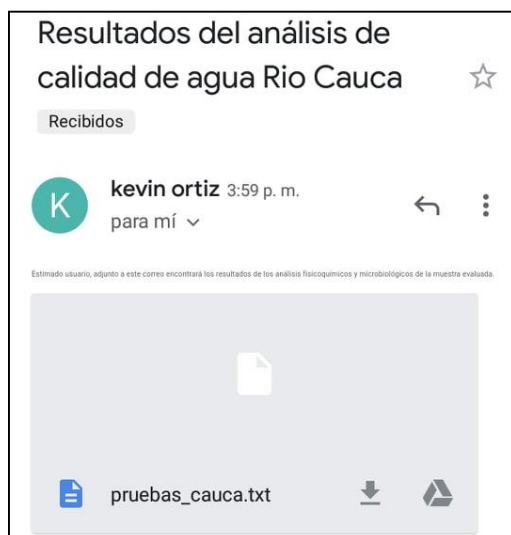 Resultados del análisis de
calidad de agua Rio Cauca
Recibidos
K
kevin ortiz 3:59 p. m.
para mí
Estimado usuario, adjunto a este correo encontrará los resultados de los análisis fisicoquímicos y microbiológicos de la muestra evaluada.
pruebas_cauca.txt